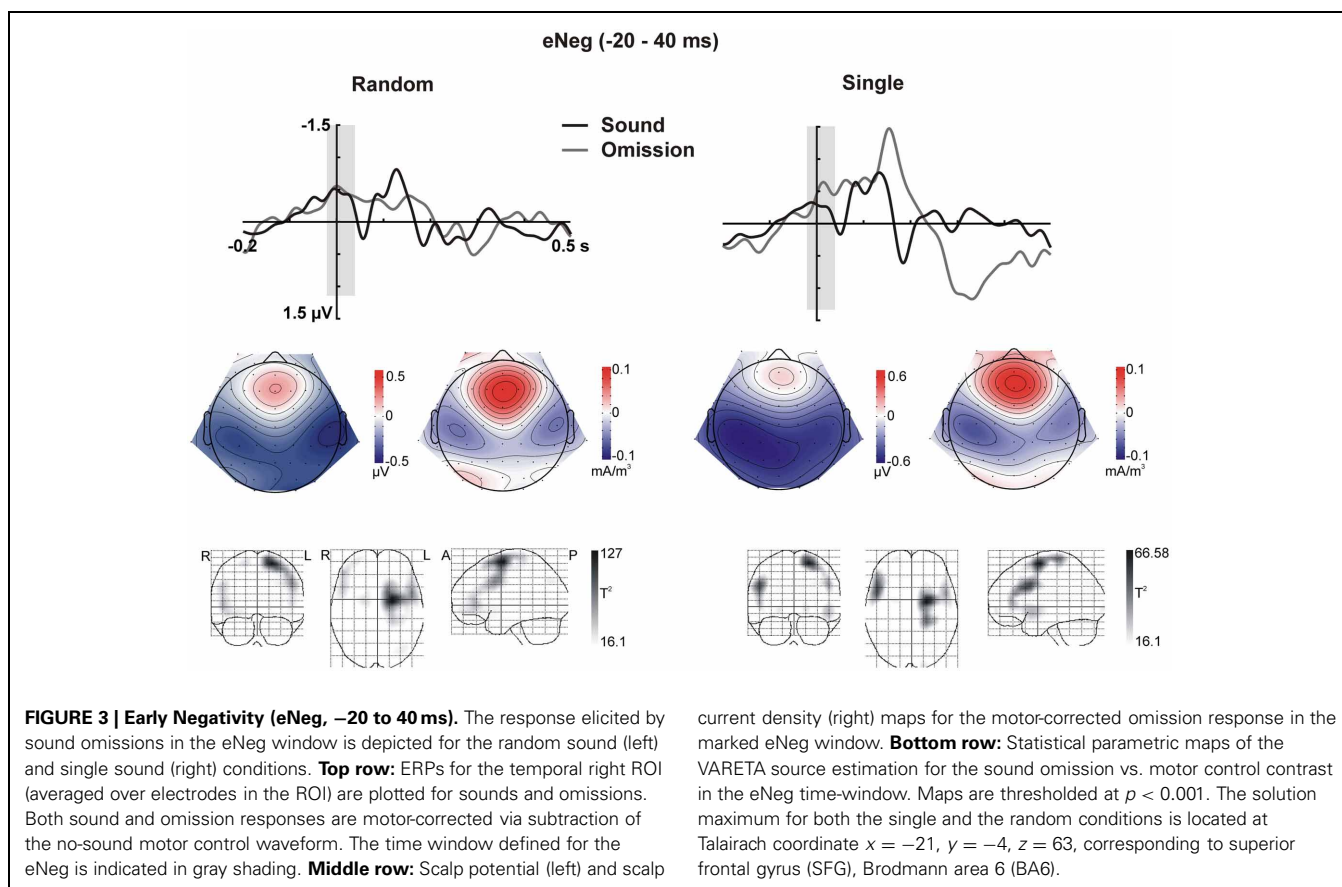 eNeg (-20 - 40 ms)
Random
Single
-1.5
Sound
Omission
-0.2
0.5 s
1.5 µV
0.5
0
-0.5
µV
0.1
0
-0.1
mA/m³
0.6
0
-0.6
µV
0.1
0
-0.1
mA/m³
R L R L A P
127
T²
16.1
66.58
T²
16.1
FIGURE 3 | Early Negativity (eNeg, −20 to 40 ms). The response elicited by
sound omissions in the eNeg window is depicted for the random sound (left)
and single sound (right) conditions. Top row: ERPs for the temporal right ROI
(averaged over electrodes in the ROI) are plotted for sounds and omissions.
Both sound and omission responses are motor-corrected via subtraction of
the no-sound motor control waveform. The time window defined for the
eNeg is indicated in gray shading. Middle row: Scalp potential (left) and scalp
current density (right) maps for the motor-corrected omission response in the
marked eNeg window. Bottom row: Statistical parametric maps of the
VARETA source estimation for the sound omission vs. motor control contrast
in the eNeg time-window. Maps are thresholded at p < 0.001. The solution
maximum for both the single and the random conditions is located at
Talairach coordinate x = −21, y = −4, z = 63, corresponding to superior
frontal gyrus (SFG), Brodmann area 6 (BA6).